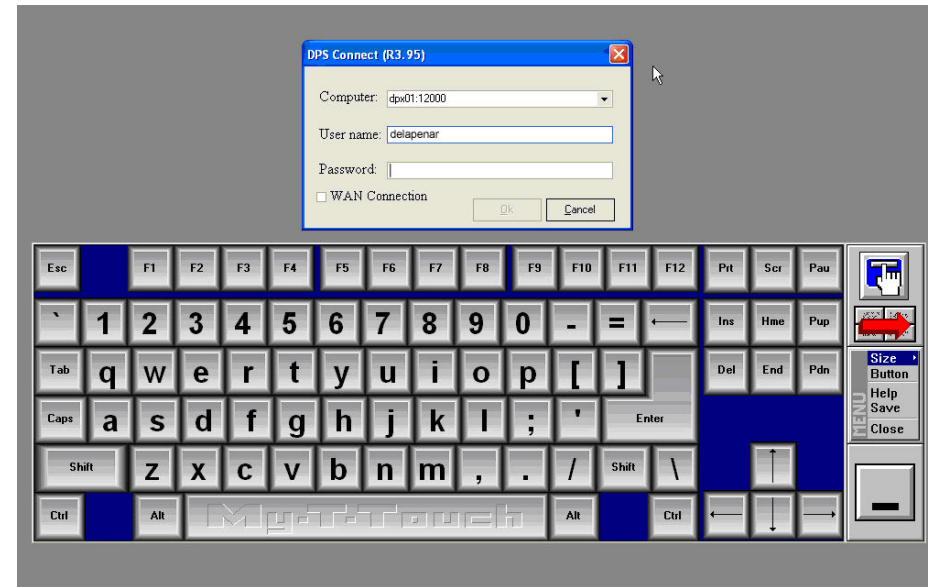 DPS Connect (R3.95)
Computer: dpx01:12000
User name: delapenar
Password:
WAN Connection
Ok Cancel
Esc F1 F2 F3 F4 F5 F6 F7 F8 F9 F10 F11 F12 Prt Scr Pau
` 1 2 3 4 5 6 7 8 9 0 - = Ins Hme Pup
Tab q w e r t y u i o p [ ] Del End Pdn
Caps a s d f g h j k l ; ' Enter
Shift z x c v b n m , . / Shift \
Ctrl Alt My-T-Touch Alt Ctrl
MENU
Size
Button
Help
Save
Close